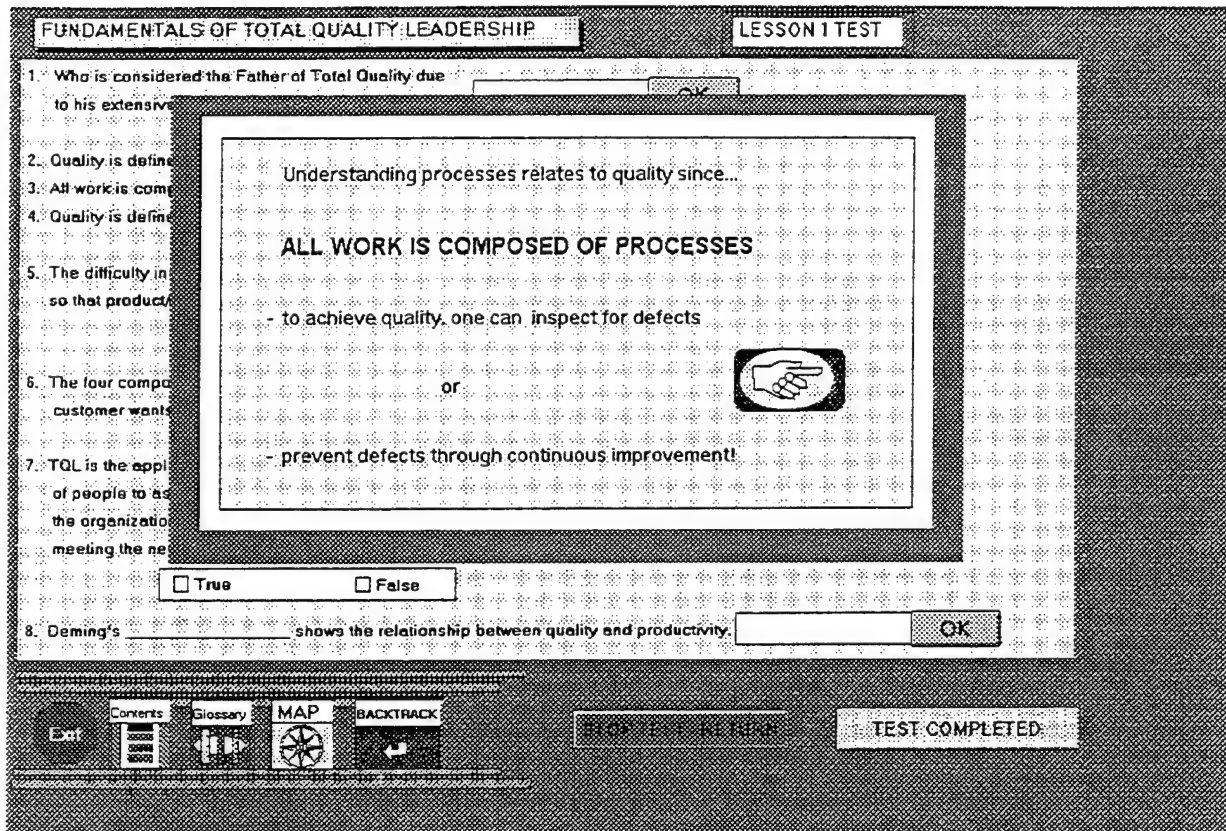 FUNDAMENTALS OF TOTAL QUALITY LEADERSHIP
LESSON 1 TEST
1. Who is considered the Father of Total Quality due
to his extensive
OK
2. Quality is define
3. All work is comp
4. Quality is define
5. The difficulty in
so that product/
6. The four compo
customer wants
7. TQL is the appl
of people to as
the organizatio
meeting the ne
Understanding processes relates to quality since...
ALL WORK IS COMPOSED OF PROCESSES
- to achieve quality, one can inspect for defects
or
- prevent defects through continuous improvement!
True False
8. Deming's ____________________ shows the relationship between quality and productivity.
OK
Exit
Contents
Glossary
MAP
BACKTRACK
TEST COMPLETED